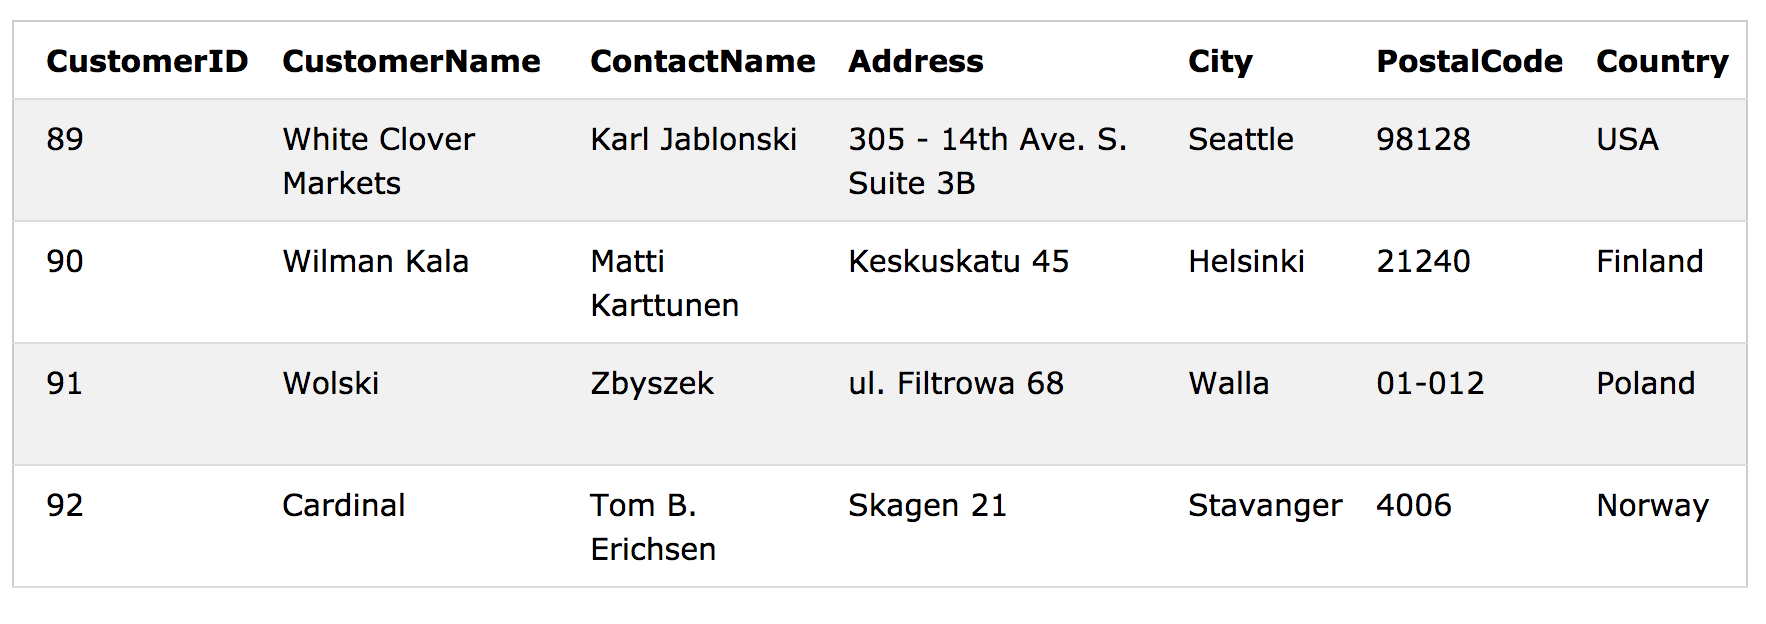 CustomerID CustomerName ContactName Address City PostalCode Country
89 White Clover Karl Jablonski 305 - 14th Ave. S. Seattle 98128 USA
Markets Suite 3B
90 Wilman Kala Matti Keskuskatu 45 Helsinki 21240 Finland
Karttunen
91 Wolski Zbyszek ul. Filtrowa 68 Walla 01-012 Poland
92 Cardinal Tom B. Skagen 21 Stavanger 4006 Norway
Erichsen